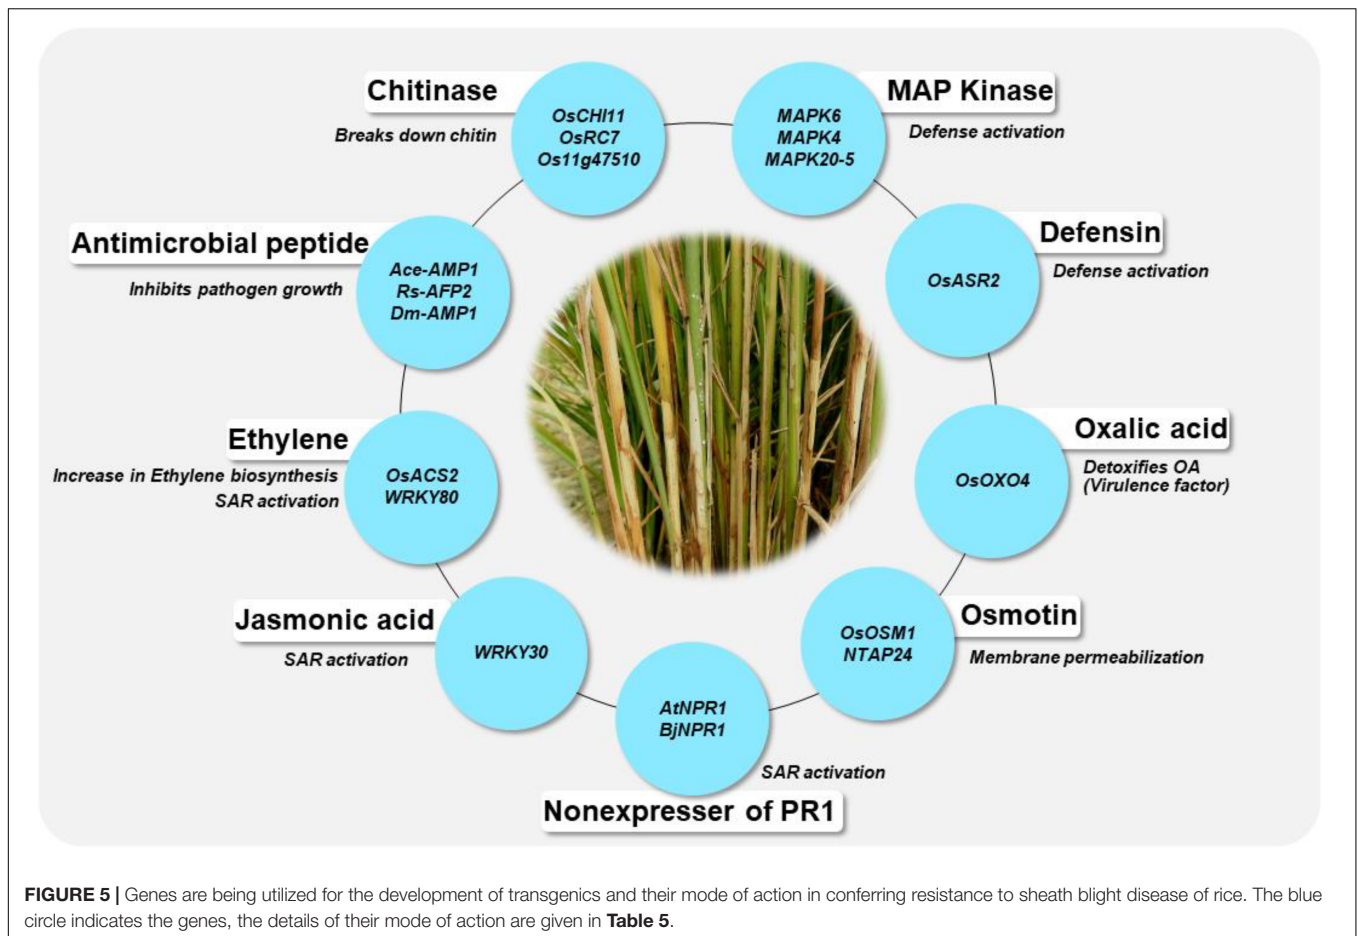 Chitinase
Breaks down chitin
OsCHI11
OsRC7
Os11g47510
MAPK6
MAPK4
MAPK20-5
MAP Kinase
Defense activation
Antimicrobial peptide
Inhibits pathogen growth
Ace-AMP1
Rs-AFP2
Dm-AMP1
OsASR2
Defensin
Defense activation
Ethylene
Increase in Ethylene biosynthesis
SAR activation
OsACS2
WRKY80
OsOXO4
Oxalic acid
Detoxifies OA
(Virulence factor)
Jasmonic acid
SAR activation
WRKY30
OsOSM1
NTAP24
Osmotin
Membrane permeabilization
AtNPR1
BjNPR1
SAR activation
Nonexpresser of PR1
FIGURE 5 | Genes are being utilized for the development of transgenics and their mode of action in conferring resistance to sheath blight disease of rice. The blue
circle indicates the genes, the details of their mode of action are given in Table 5.